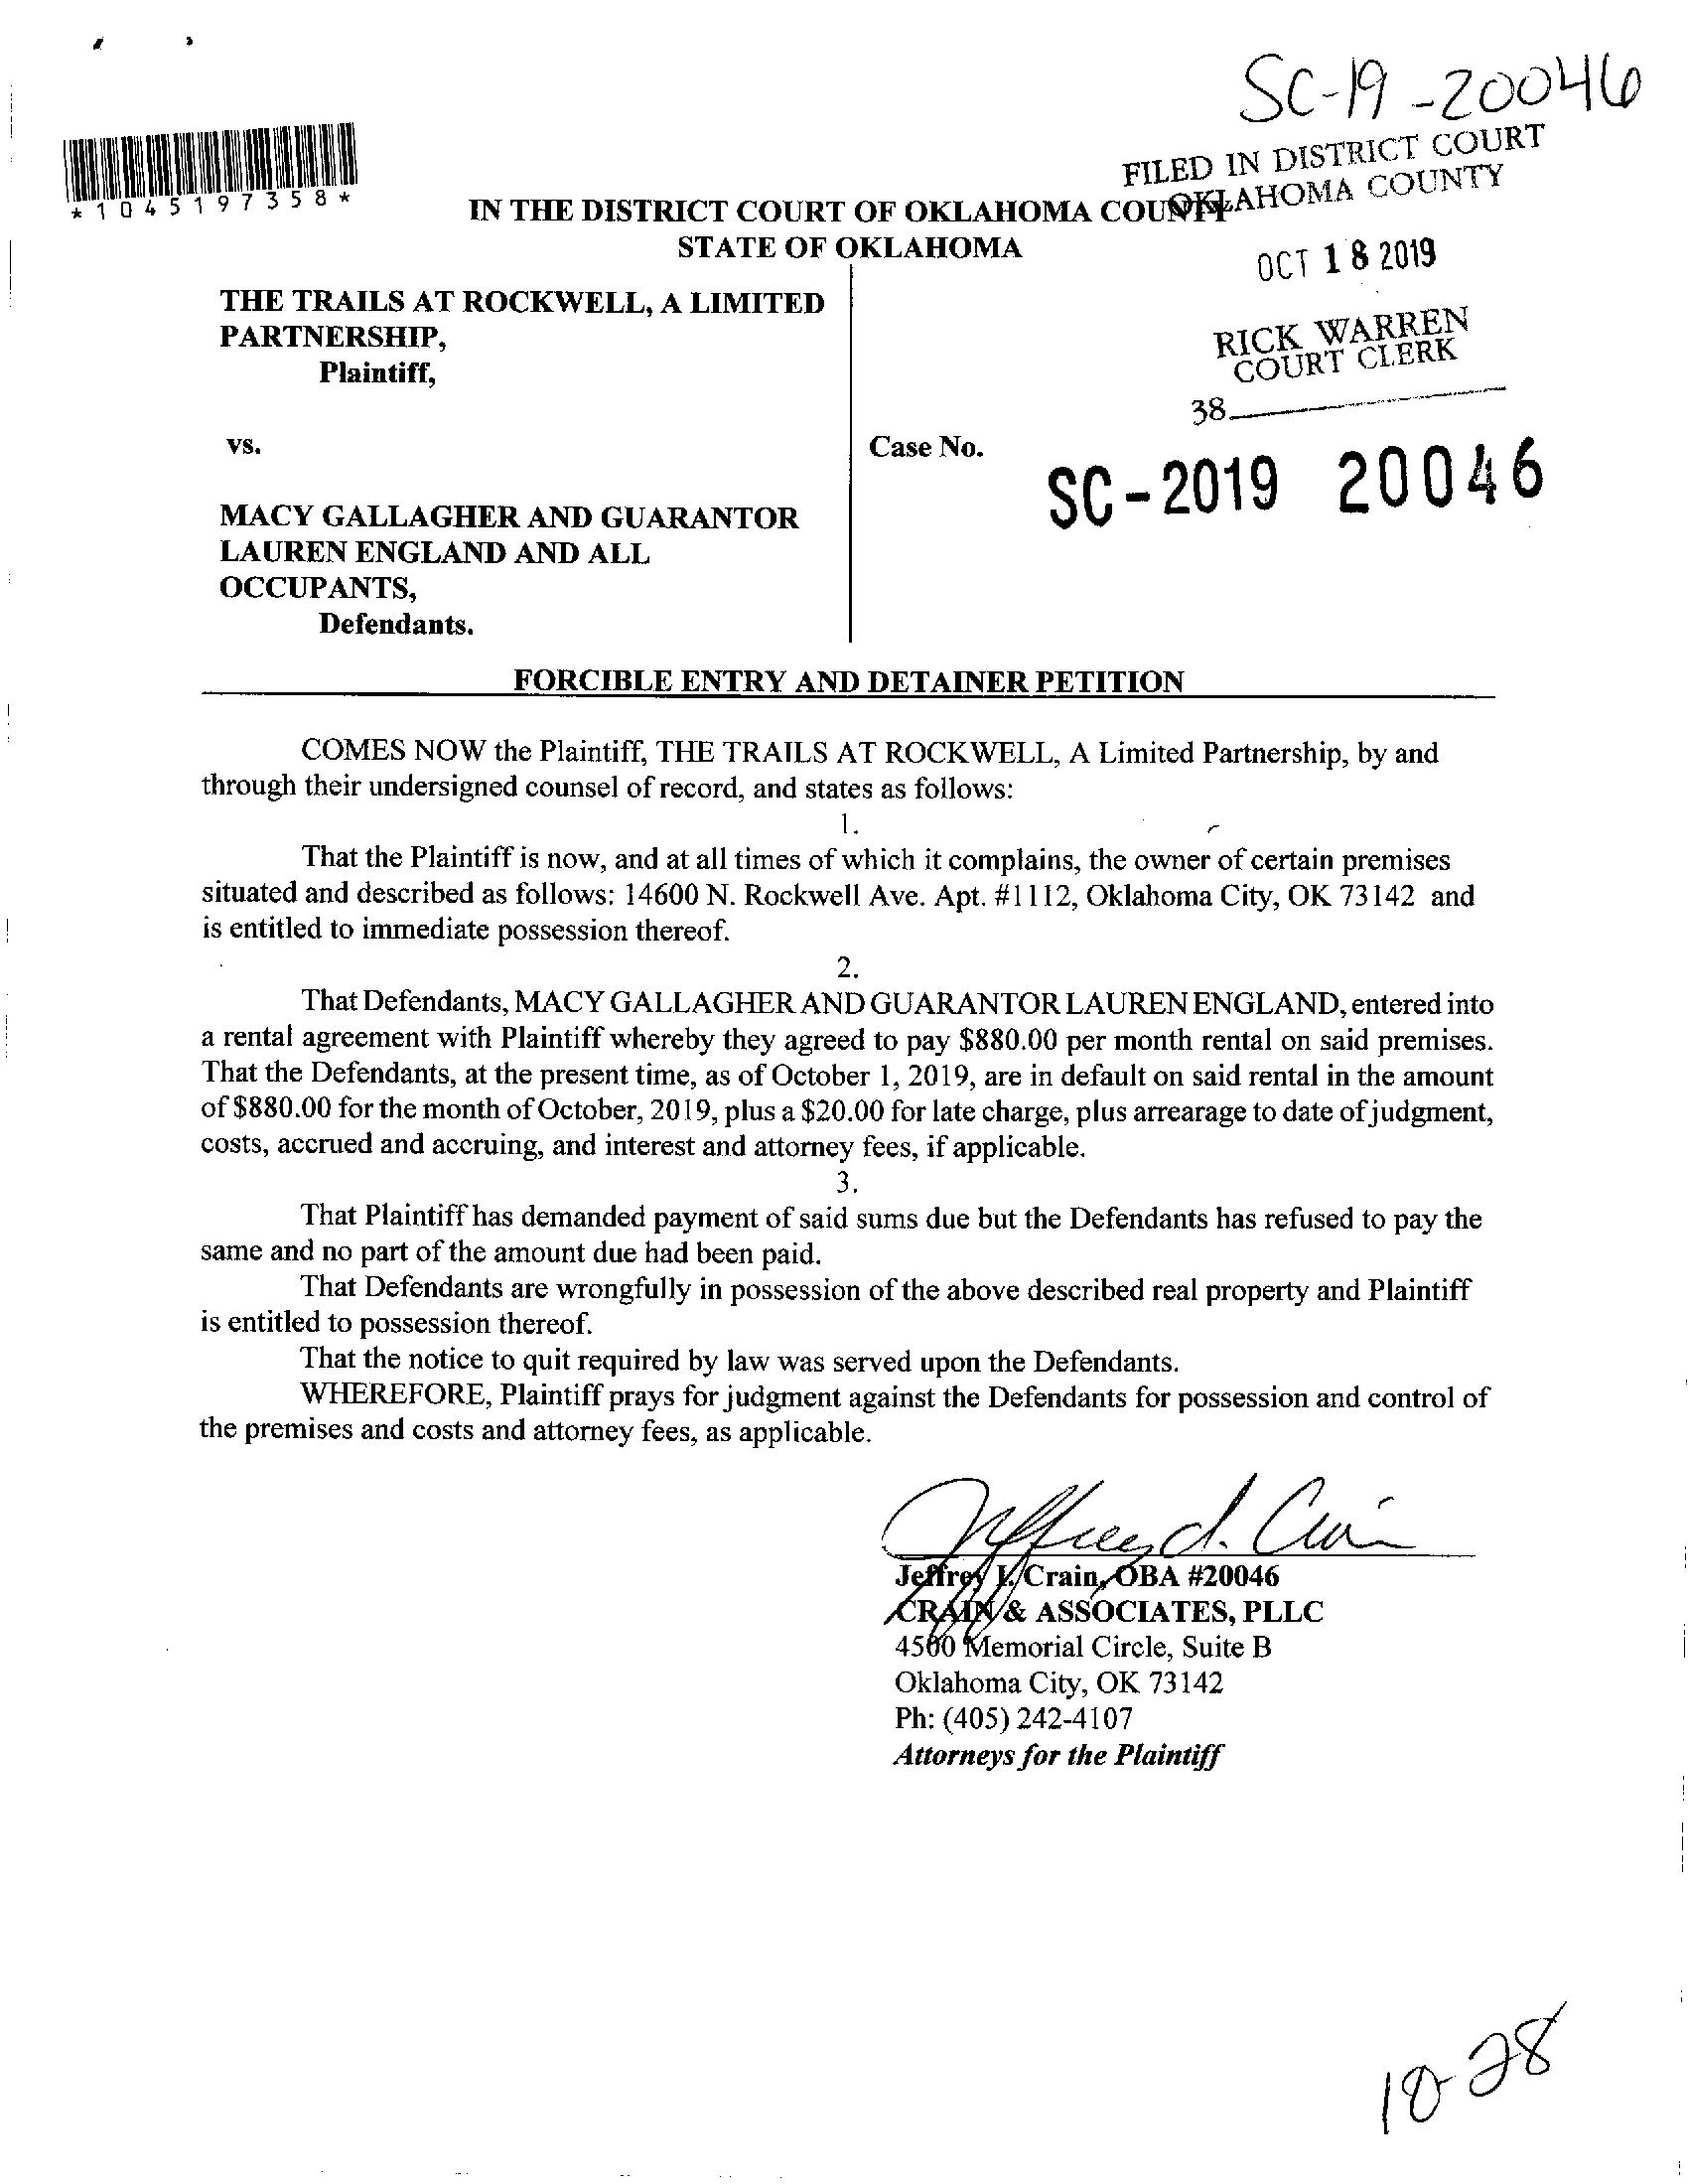 SC-19-20046
FILED IN DISTRICT COURT
OKLAHOMA COUNTY
*1045197358*
IN THE DISTRICT COURT OF OKLAHOMA COUNTY
STATE OF OKLAHOMA
OCT 18 2019
THE TRAILS AT ROCKWELL, A LIMITED
PARTNERSHIP,
Plaintiff,
RICK WARREN
COURT CLERK
38
vs.
Case No.
SC-2019 20046
MACY GALLAGHER AND GUARANTOR
LAUREN ENGLAND AND ALL
OCCUPANTS,
Defendants.
FORCIBLE ENTRY AND DETAINER PETITION
COMES NOW the Plaintiff, THE TRAILS AT ROCKWELL, A Limited Partnership, by and
through their undersigned counsel of record, and states as follows:
1.
That the Plaintiff is now, and at all times of which it complains, the owner of certain premises
situated and described as follows: 14600 N. Rockwell Ave. Apt. #1112, Oklahoma City, OK 73142 and
is entitled to immediate possession thereof.
2.
That Defendants, MACY GALLAGHER AND GUARANTOR LAUREN ENGLAND, entered into
a rental agreement with Plaintiff whereby they agreed to pay $880.00 per month rental on said premises.
That the Defendants, at the present time, as of October 1, 2019, are in default on said rental in the amount
of $880.00 for the month of October, 2019, plus a $20.00 for late charge, plus arrearage to date of judgment,
costs, accrued and accruing, and interest and attorney fees, if applicable.
3.
That Plaintiff has demanded payment of said sums due but the Defendants has refused to pay the
same and no part of the amount due had been paid.
That Defendants are wrongfully in possession of the above described real property and Plaintiff
is entitled to possession thereof.
That the notice to quit required by law was served upon the Defendants.
WHEREFORE, Plaintiff prays for judgment against the Defendants for possession and control of
the premises and costs and attorney fees, as applicable.
Jeffrey I. Crain, OBA #20046
CRAIN & ASSOCIATES, PLLC
4500 Memorial Circle, Suite B
Oklahoma City, OK 73142
Ph: (405) 242-4107
Attorneys for the Plaintiff
10-28